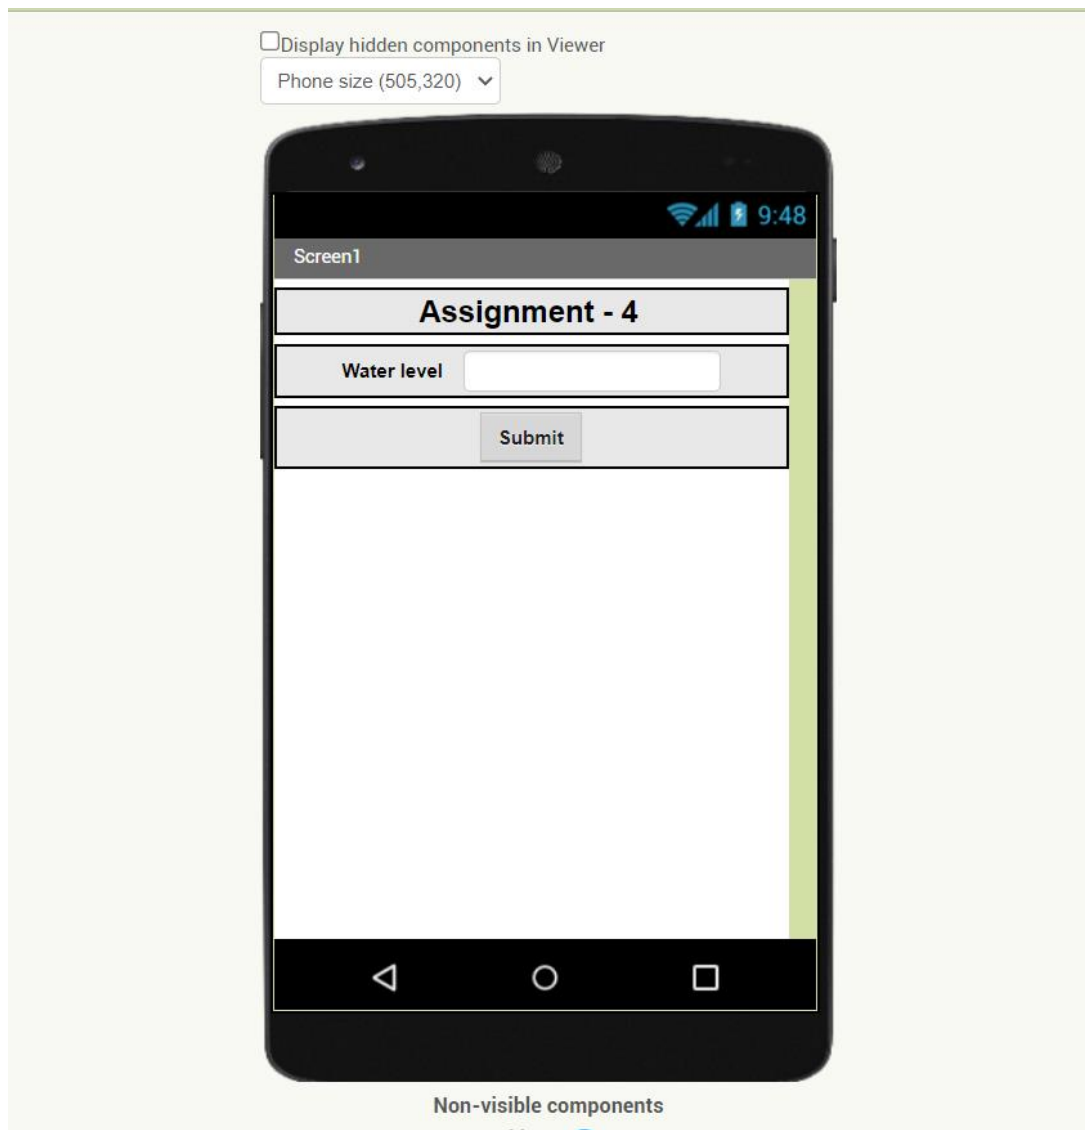 Display hidden components in Viewer
Phone size (505,320)
9:48
Screen1
Assignment - 4
Water level
Submit
Non-visible components